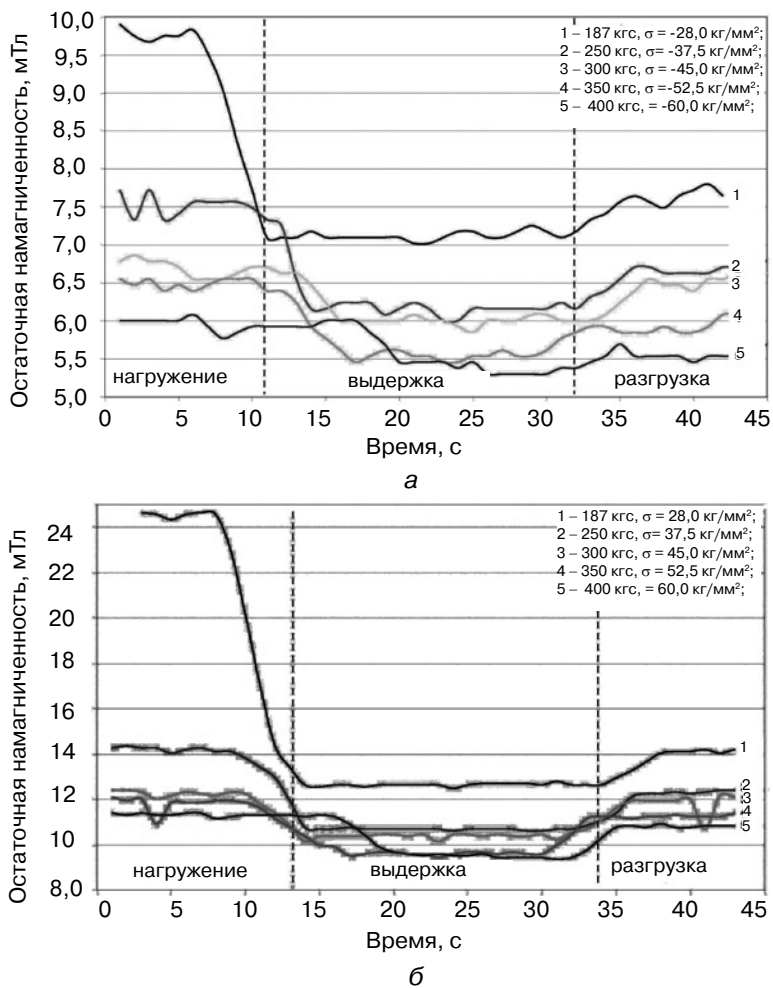 Остаточная намагниченность, мТл
10,0
9,5
9,0
8,5
8,0
7,5
7,0
6,5
6,0
5,5
5,0
1 – 187 кгс, σ = -28,0 кг/мм²;
2 – 250 кгс, σ= -37,5 кг/мм²;
3 – 300 кгс, σ = -45,0 кг/мм²;
4 – 350 кгс, σ =-52,5 кг/мм²;
5 – 400 кгс, = -60,0 кг/мм²;
1
2
3
4
5
нагружение
выдержка
разгрузка
0 5 10 15 20 25 30 35 40 45
Время, с
а
Остаточная намагниченность, мТл
24
22
20
18
16
14
12
10
8,0
1 – 187 кгс, σ = 28,0 кг/мм²;
2 – 250 кгс, σ= 37,5 кг/мм²;
3 – 300 кгс, σ = 45,0 кг/мм²;
4 – 350 кгс, σ = 52,5 кг/мм²;
5 – 400 кгс, = 60,0 кг/мм²;
1
2
3
4
5
нагружение
выдержка
разгрузка
0 5 10 15 20 25 30 35 40 45
Время, с
б